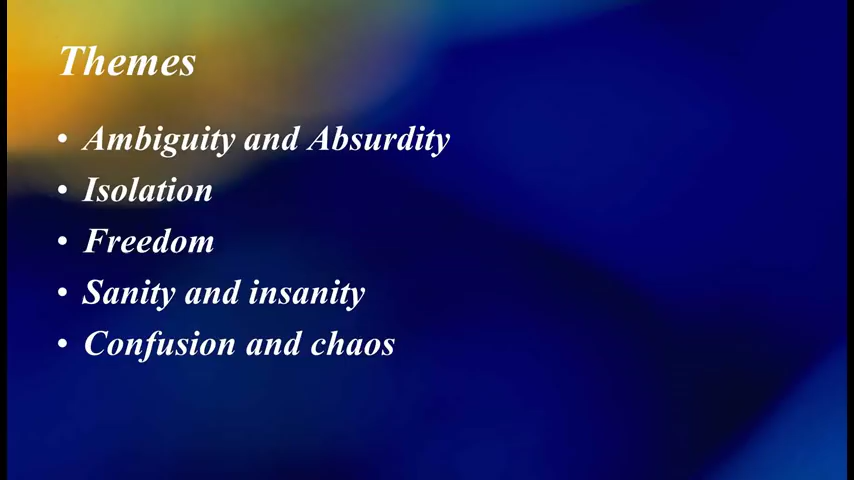 Themes
• Ambiguity and Absurdity
• Isolation
• Freedom
• Sanity and insanity
• Confusion and chaos